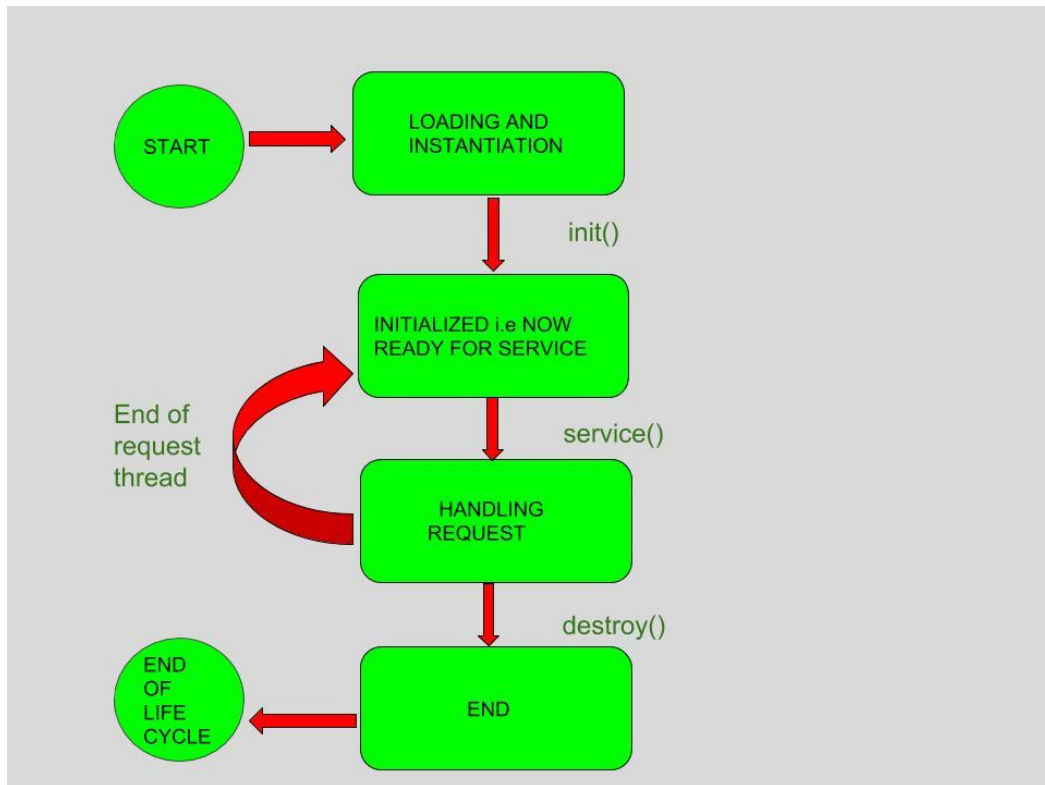 START
LOADING AND
INSTANTIATION
init()
INITIALIZED i.e NOW
READY FOR SERVICE
End of
request
thread
service()
HANDLING
REQUEST
destroy()
END
END
OF
LIFE
CYCLE